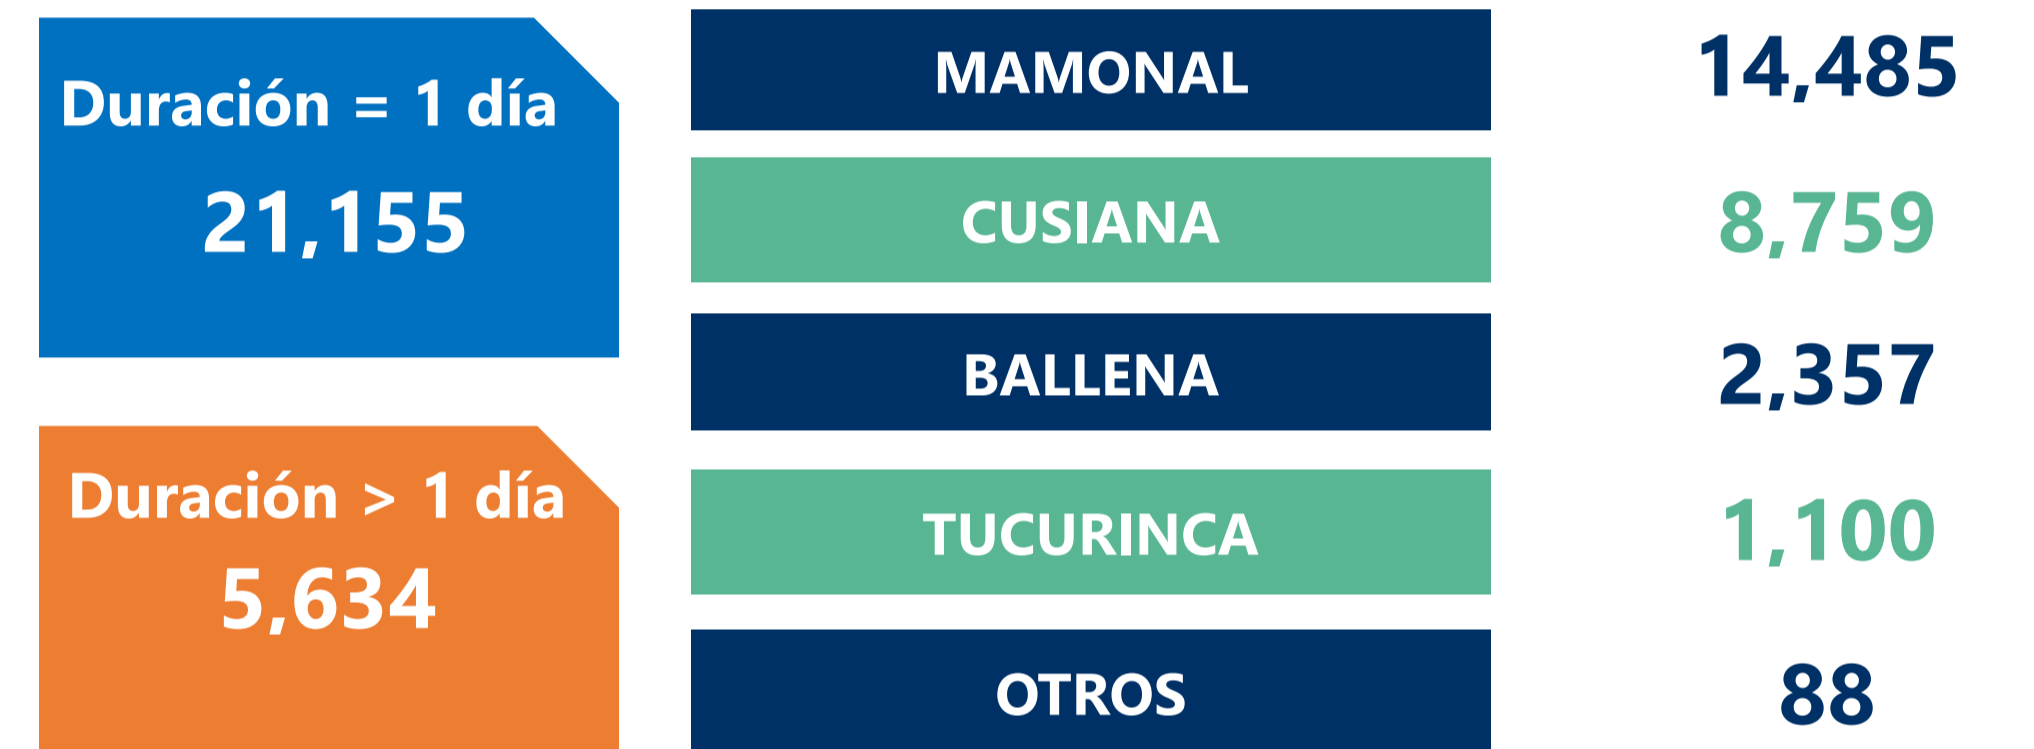 Duración = 1 día
21,155
Duración > 1 día
5,634
MAMONAL 14,485
CUSIANA 8,759
BALLENA 2,357
TUCURINCA 1,100
OTROS 88